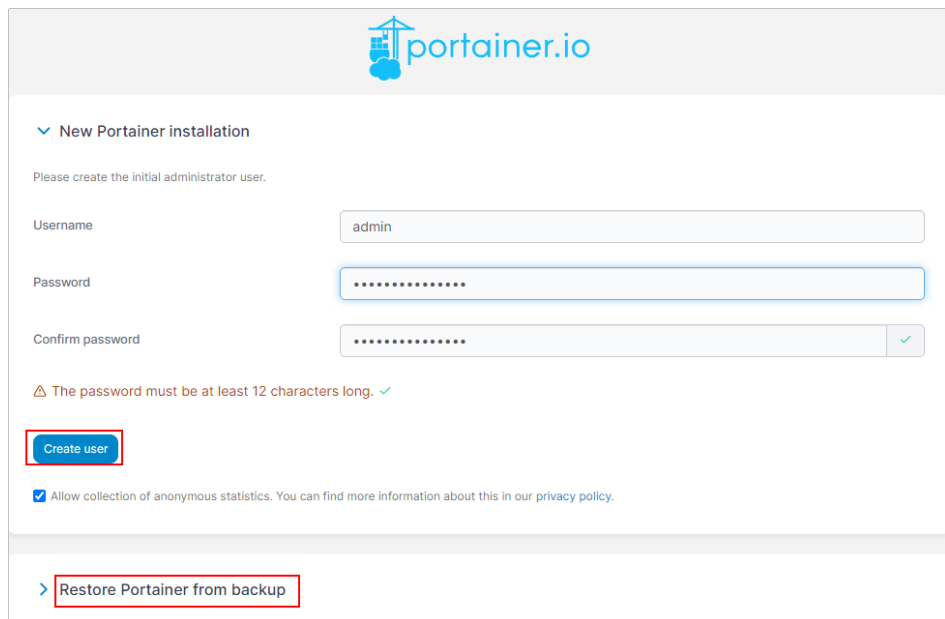 portainer.io
New Portainer installation
Please create the initial administrator user.
Username
admin
Password
•••••••••••••••
Confirm password
•••••••••••••••
The password must be at least 12 characters long.
Create user
Allow collection of anonymous statistics. You can find more information about this in our privacy policy.
Restore Portainer from backup